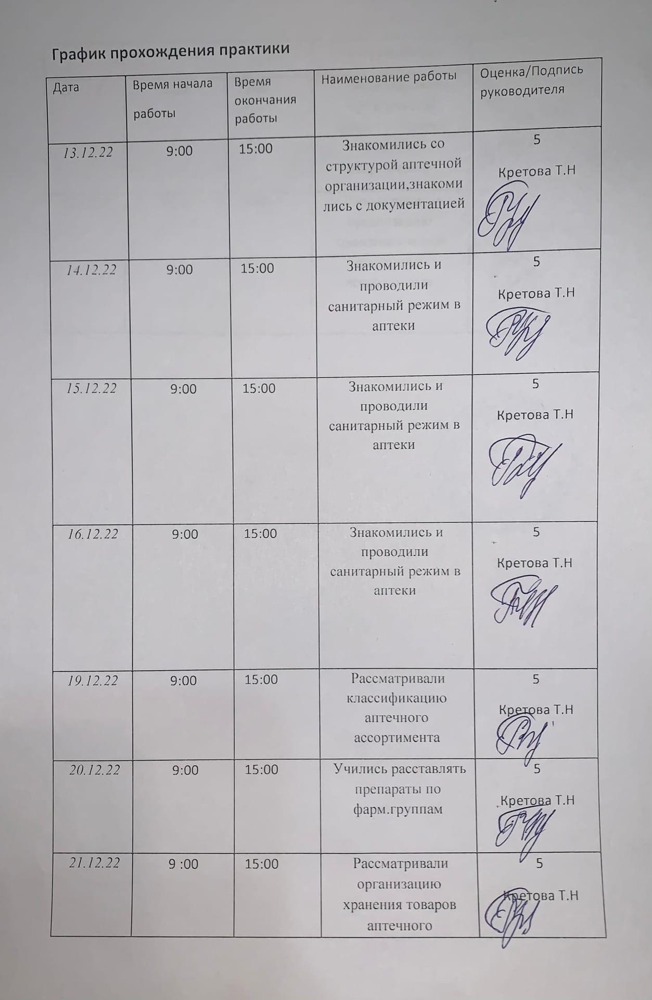 График прохождения практики
Дата
Время начала
работы
Время
окончания
работы
Наименование работы
Оценка/Подпись
руководителя
13.12.22
9:00
15:00
Знакомились со
структурой аптечной
организации,знакоми
лись с документацией
5
Кретова Т.Н
14.12.22
9:00
15:00
Знакомились и
проводили
санитарный режим в
аптеки
5
Кретова Т.Н
15.12.22
9:00
15:00
Знакомились и
проводили
санитарный режим в
аптеки
5
Кретова Т.Н
16.12.22
9:00
15:00
Знакомились и
проводили
санитарный режим в
аптеки
5
Кретова Т.Н
19.12.22
9:00
15:00
Рассматривали
классификацию
аптечного
ассортимента
5
Кретова Т.Н
20.12.22
9:00
15:00
Учились расставлять
препараты по
фарм.группам
5
Кретова Т.Н
21.12.22
9 :00
15:00
Рассматривали
организацию
хранения товаров
аптечного
5
Кретова Т.Н